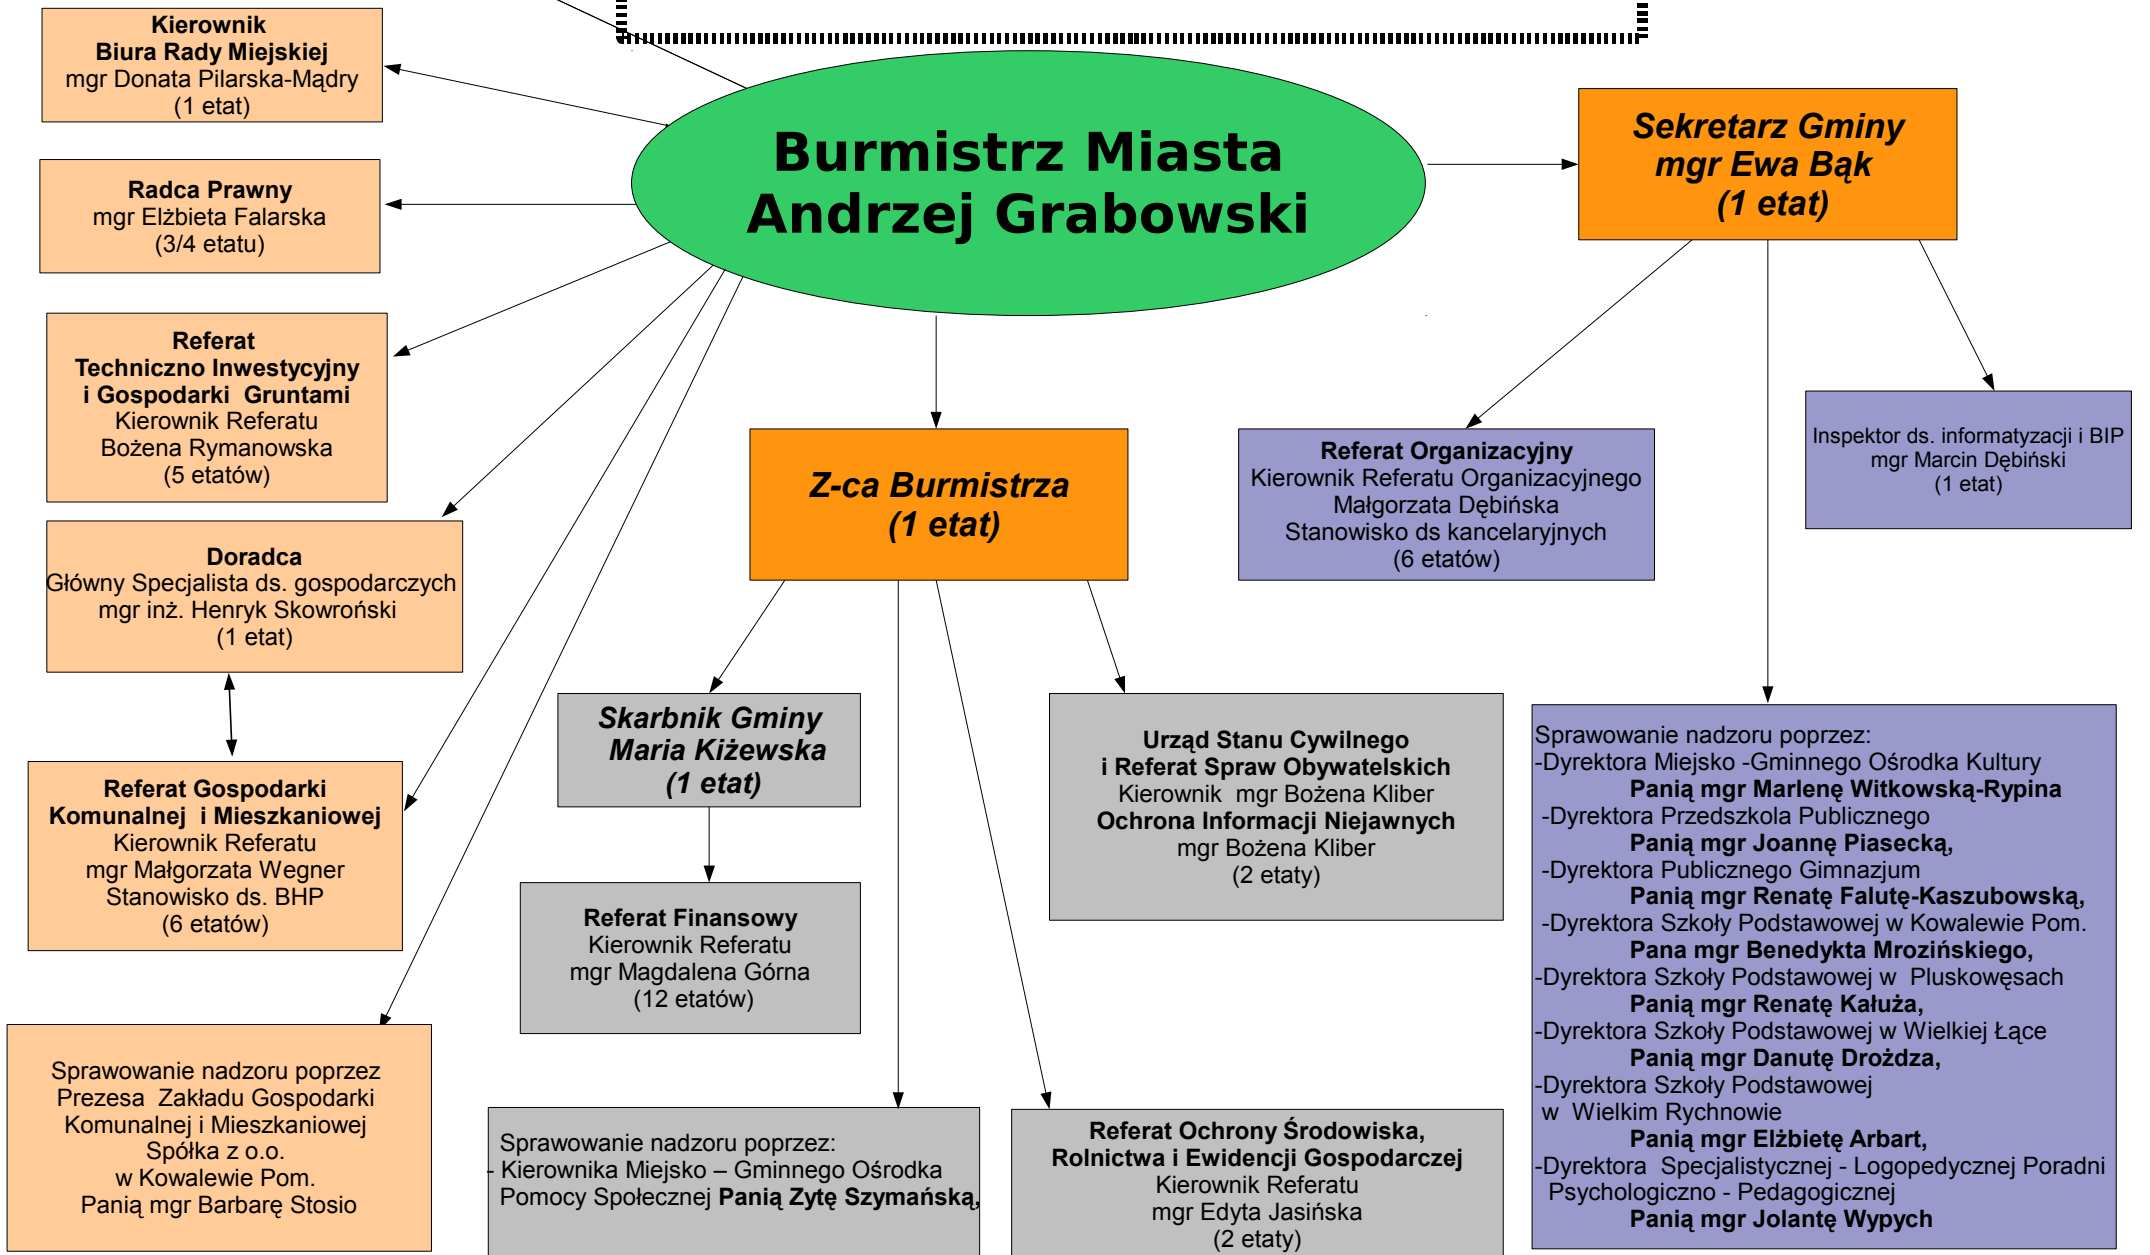 Kierownik
Biura Rady Miejskiej
mgr Donata Pilarska-Mądry
(1 etat)
Burmistrz Miasta
Andrzej Grabowski
Sekretarz Gminy
mgr Ewa Bąk
(1 etat)
Radca Prawny
mgr Elżbieta Falarska
(3/4 etatu)
Referat
Techniczno Inwestycyjny
i Gospodarki Gruntami
Kierownik Referatu
Bożena Rymanowska
(5 etatów)
Doradca
Główny Specjalista ds. gospodarczych
mgr inż. Henryk Skowroński
(1 etat)
Referat Gospodarki
Komunalnej i Mieszkaniowej
Kierownik Referatu
mgr Małgorzata Wegner
Stanowisko ds. BHP
(6 etatów)
Sprawowanie nadzoru poprzez
Prezesa Zakładu Gospodarki
Komunalnej i Mieszkaniowej
Spółka z o.o.
w Kowalewie Pom.
Panią mgr Barbarę Stosio
Z-ca Burmistrza
(1 etat)
Skarbnik Gminy
Maria Kiżewska
(1 etat)
Referat Finansowy
Kierownik Referatu
mgr Magdalena Górna
(12 etatów)
Sprawowanie nadzoru poprzez:
- Kierownika Miejsko – Gminnego Ośrodka
Pomocy Społecznej Panią Zytę Szymańską,
Urząd Stanu Cywilnego
i Referat Spraw Obywatelskich
Kierownik mgr Bożena Kliber
Ochrona Informacji Niejawnych
mgr Bożena Kliber
(2 etaty)
Referat Ochrony Środowiska,
Rolnictwa i Ewidencji Gospodarczej
Kierownik Referatu
mgr Edyta Jasińska
(2 etaty)
Referat Organizacyjny
Kierownik Referatu Organizacyjnego
Małgorzata Dębińska
Stanowisko ds kancelaryjnych
(6 etatów)
Inspektor ds. informatyzacji i BIP
mgr Marcin Dębiński
(1 etat)
Sprawowanie nadzoru poprzez:
-Dyrektora Miejsko -Gminnego Ośrodka Kultury
Panią mgr Marlenę Witkowską-Rypina
-Dyrektora Przedszkola Publicznego
Panią mgr Joannę Piasecką,
-Dyrektora Publicznego Gimnazjum
Panią mgr Renatę Falutę-Kaszubowską,
-Dyrektora Szkoły Podstawowej w Kowalewie Pom.
Pana mgr Benedykta Mrozińskiego,
-Dyrektora Szkoły Podstawowej w Pluskowęsach
Panią mgr Renatę Kałuża,
-Dyrektora Szkoły Podstawowej w Wielkiej Łące
Panią mgr Danutę Drożdza,
-Dyrektora Szkoły Podstawowej
w Wielkim Rychnowie
Panią mgr Elżbietę Arbart,
-Dyrektora Specjalistycznej - Logopedycznej Poradni
Psychologiczno - Pedagogicznej
Panią mgr Jolantę Wypych